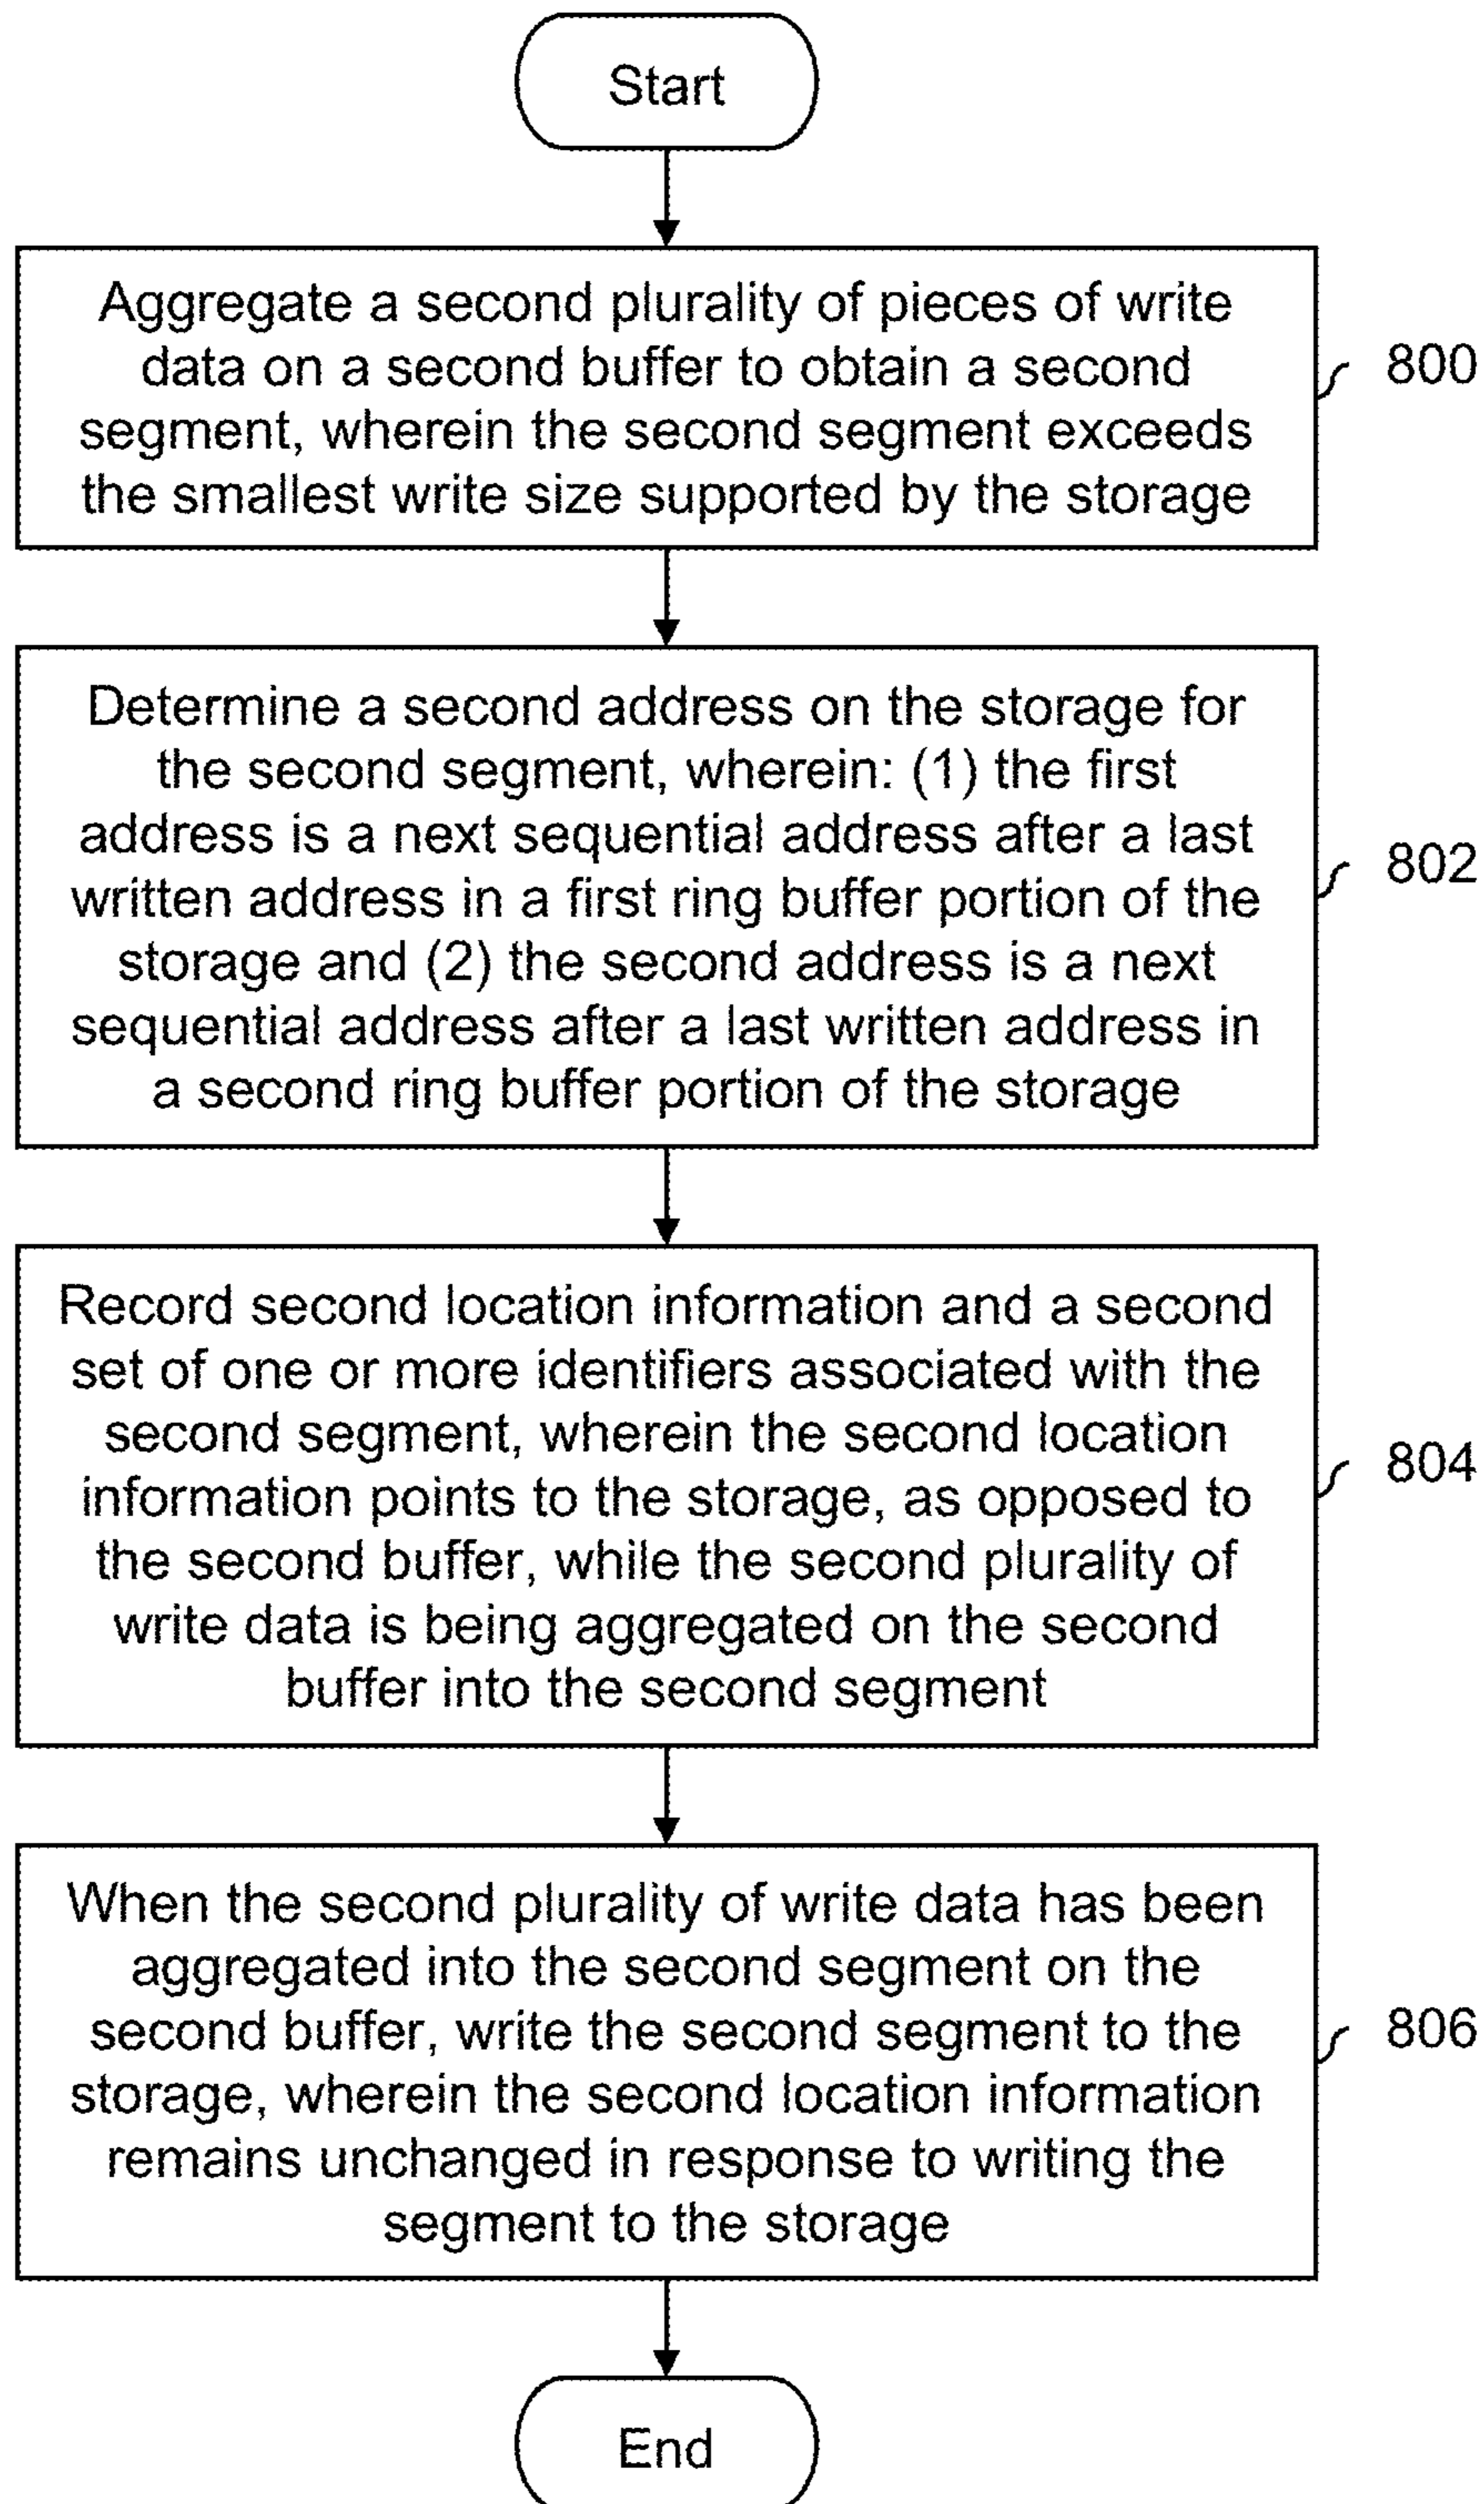 Start
Aggregate a second plurality of pieces of write
data on a second buffer to obtain a second
segment, wherein the second segment exceeds
the smallest write size supported by the storage
800
Determine a second address on the storage for
the second segment, wherein: (1) the first
address is a next sequential address after a last
written address in a first ring buffer portion of the
storage and (2) the second address is a next
sequential address after a last written address in
a second ring buffer portion of the storage
802
Record second location information and a second
set of one or more identifiers associated with the
second segment, wherein the second location
information points to the storage, as opposed to
the second buffer, while the second plurality of
write data is being aggregated on the second
buffer into the second segment
804
When the second plurality of write data has been
aggregated into the second segment on the
second buffer, write the second segment to the
storage, wherein the second location information
remains unchanged in response to writing the
segment to the storage
806
End